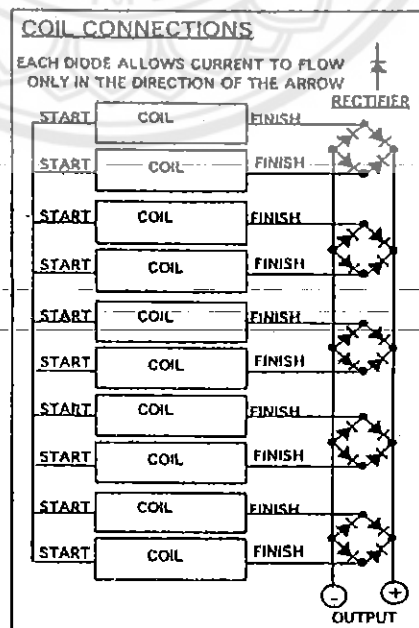 COIL CONNECTIONS
EACH DIODE ALLOWS CURRENT TO FLOW
ONLY IN THE DIRECTION OF THE ARROW
RECTIFIER
START COIL FINISH
START COIL FINISH
START COIL FINISH
START COIL FINISH
START COIL FINISH
START COIL FINISH
START COIL FINISH
START COIL FINISH
START COIL FINISH
START COIL FINISH
- +
OUTPUT